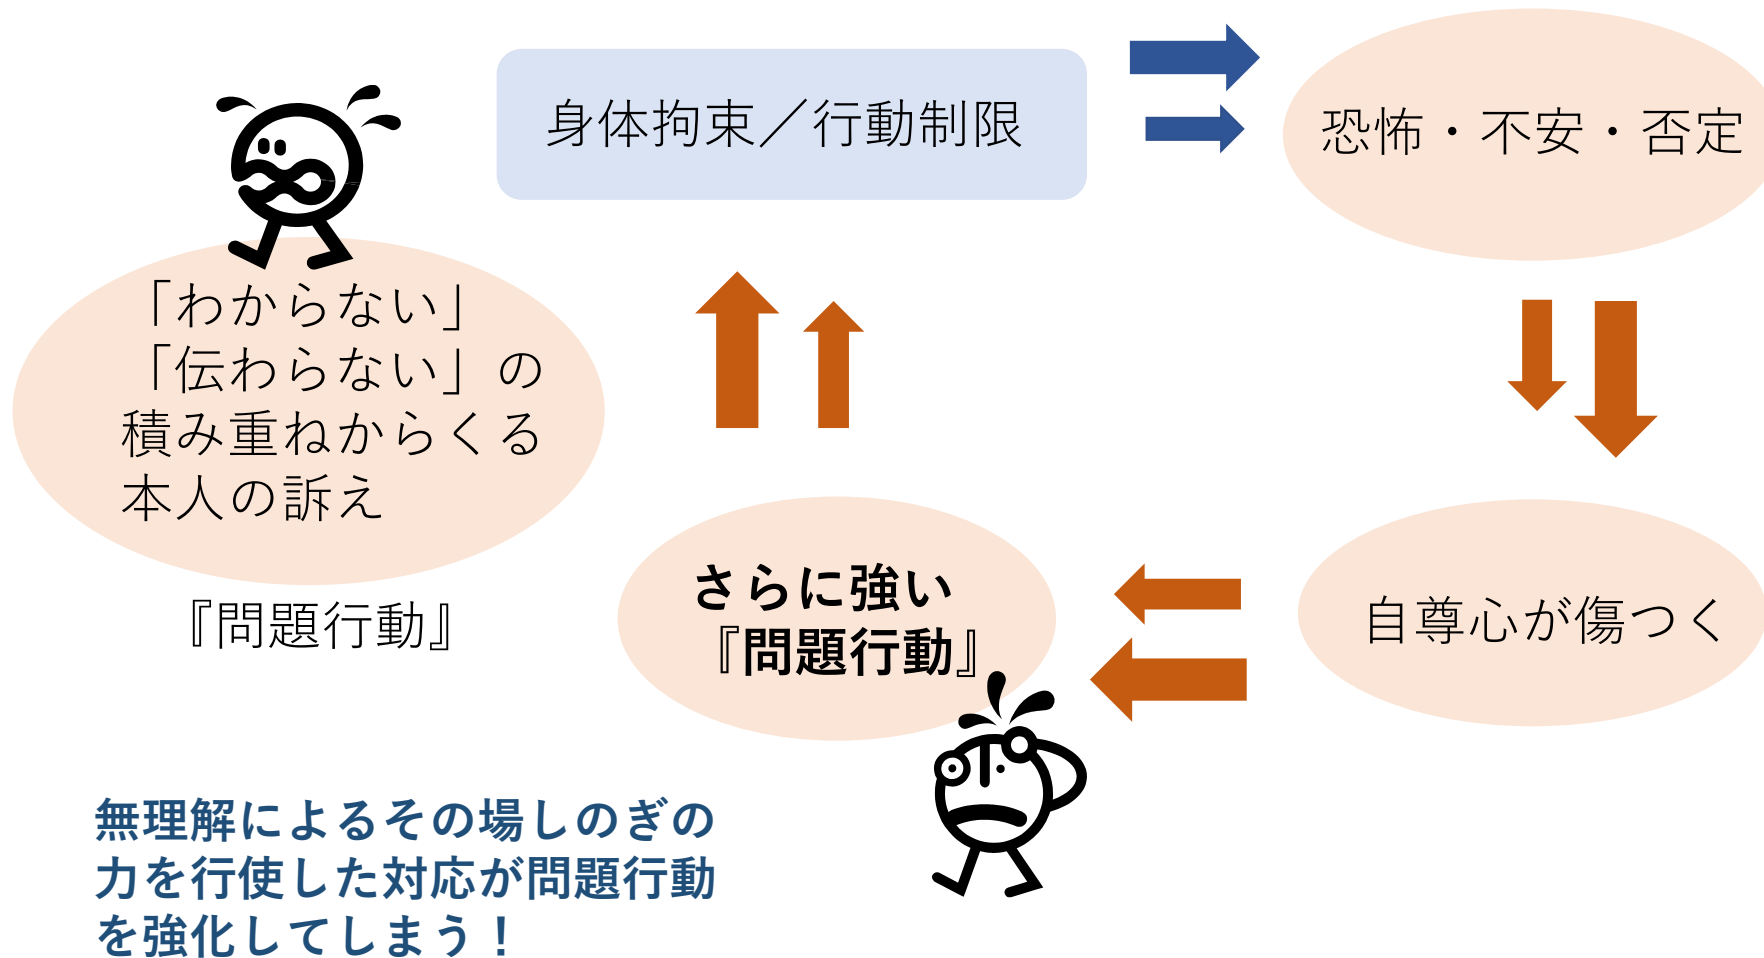 身体拘束／行動制限
恐怖・不安・否定
「わからない」
「伝わらない」の
積み重ねからくる
本人の訴え
『問題行動』
さらに強い
『問題行動』
自尊心が傷つく
無理解によるその場しのぎの
力を行使した対応が問題行動
を強化してしまう！